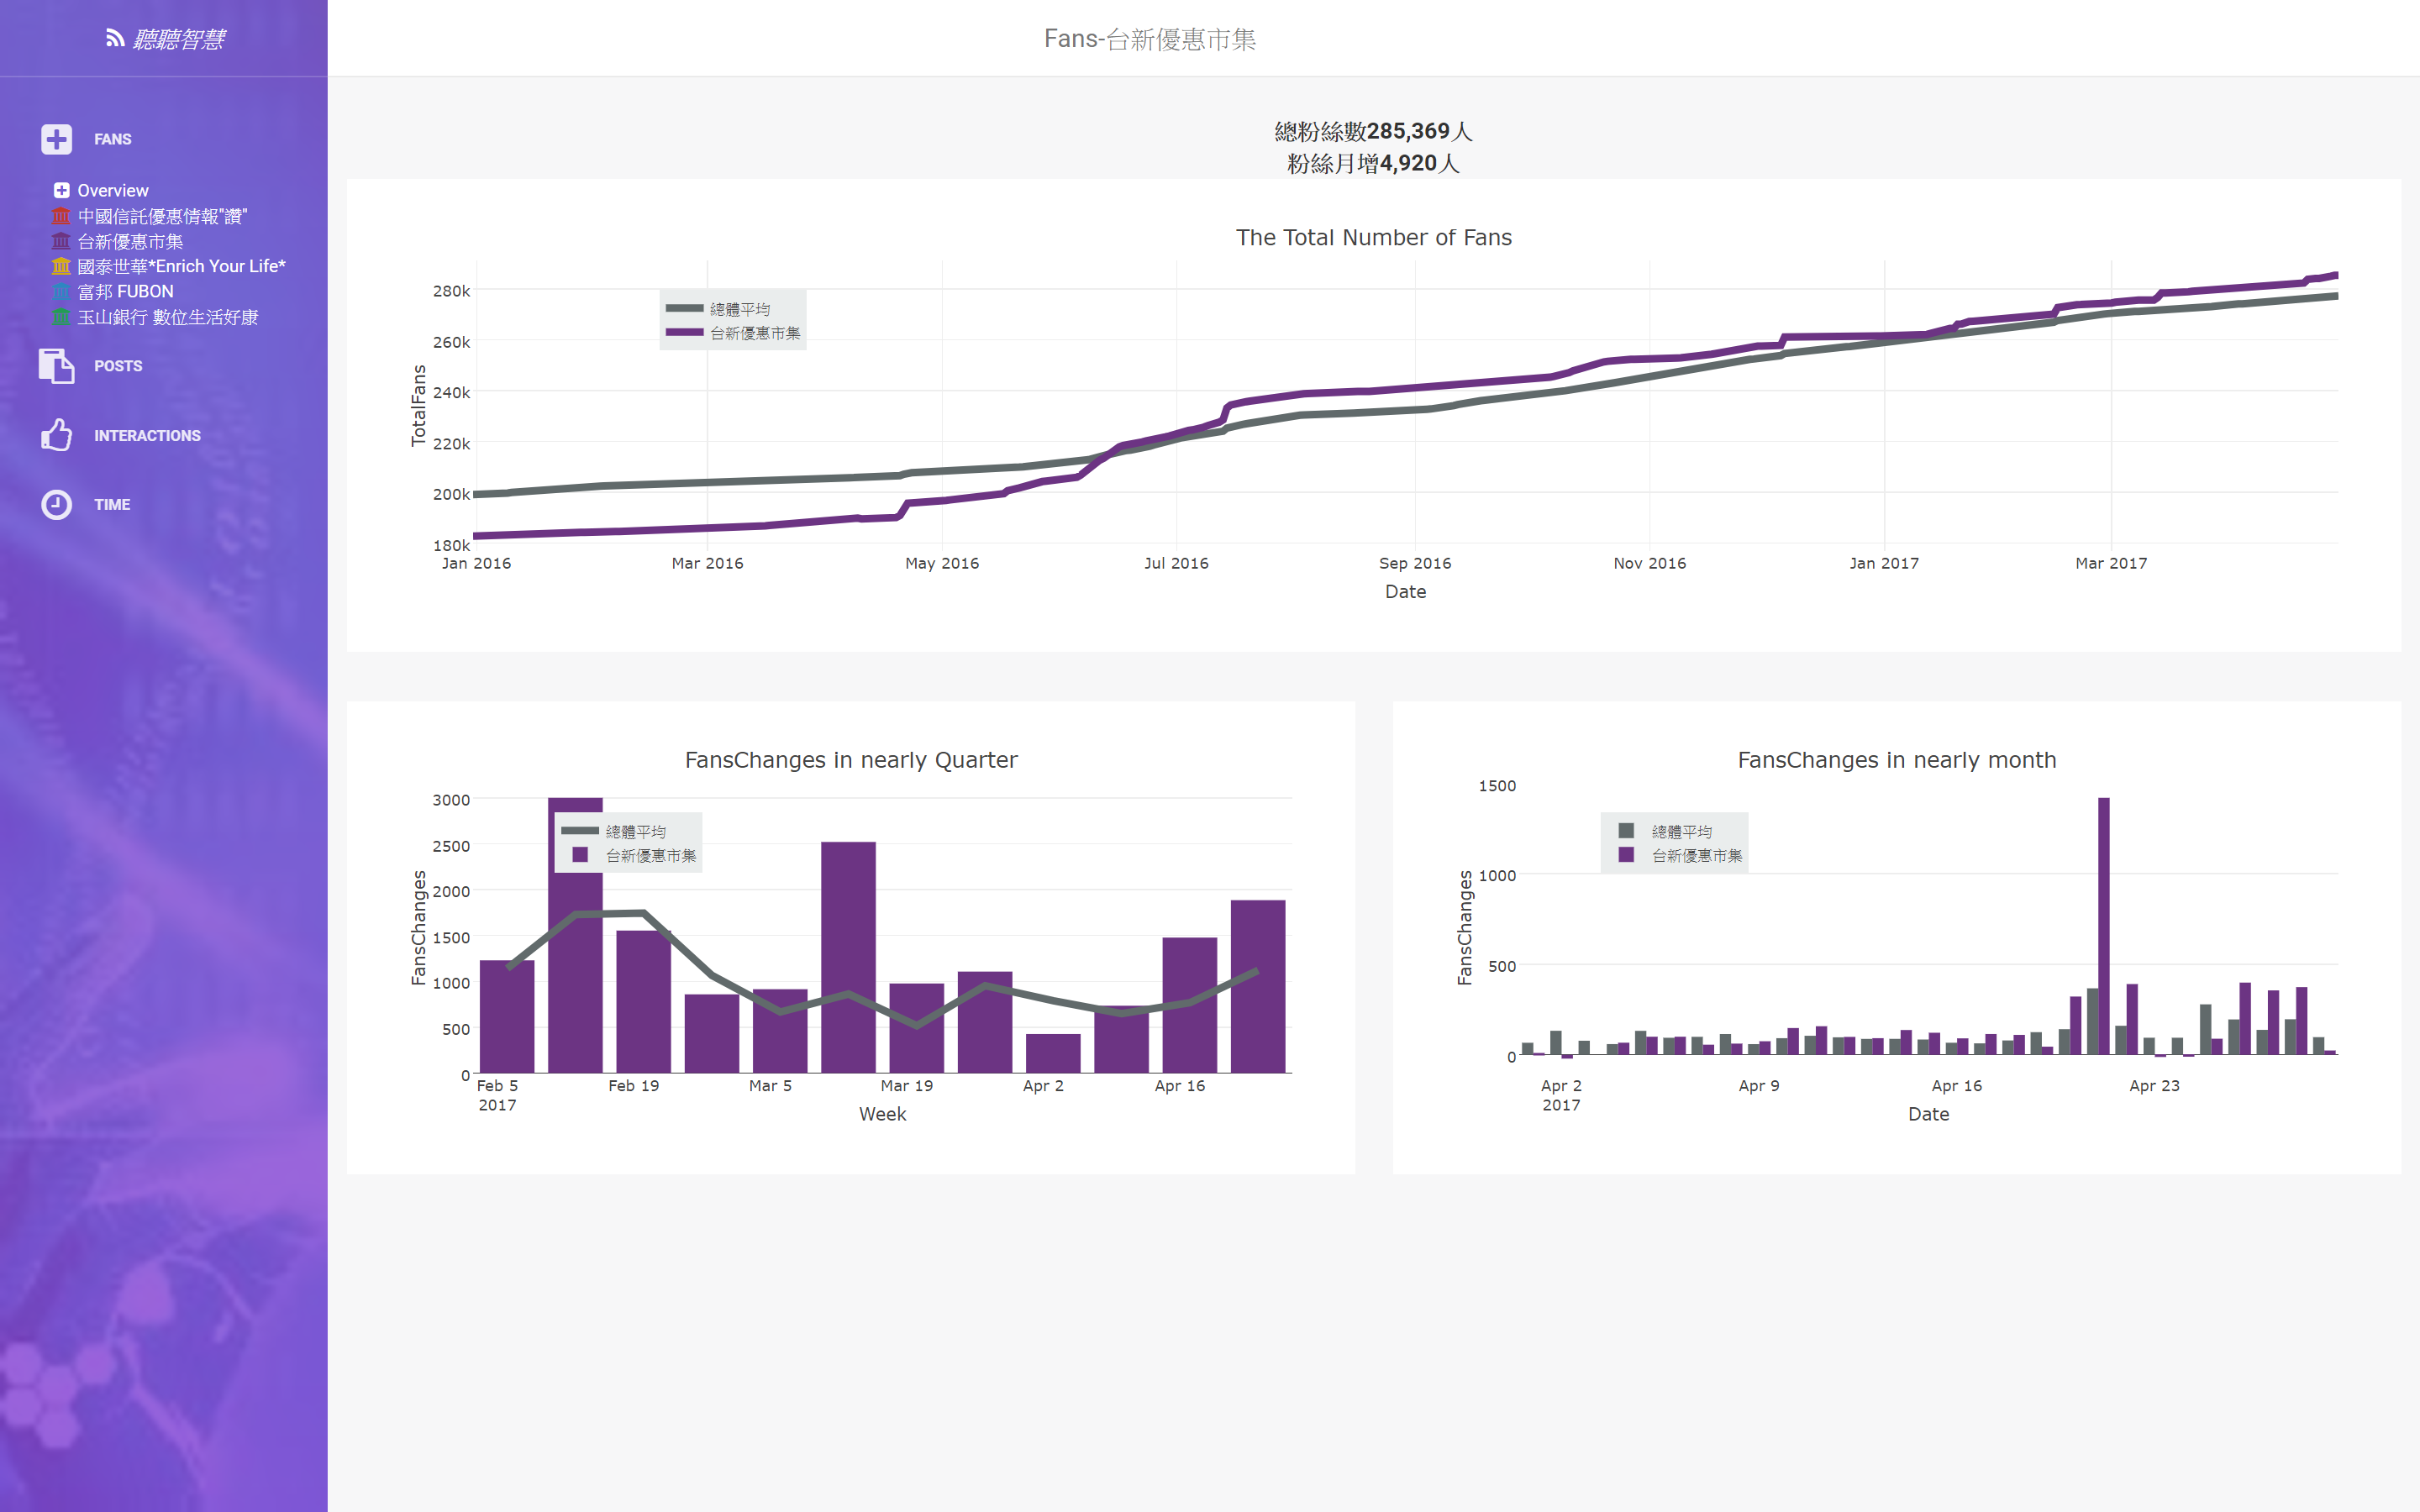 聽聽智慧
FANS
Overview
中國信託優惠情報"讚"
台新優惠市集
國泰世華*Enrich Your Life*
富邦 FUBON
玉山銀行 數位生活好康
POSTS
INTERACTIONS
TIME
Fans-台新優惠市集
總粉絲數285,369人
粉絲月增4,920人
The Total Number of Fans
總體平均
台新優惠市集
TotalFans
280k
260k
240k
220k
200k
180k
Jan 2016 Mar 2016 May 2016 Jul 2016 Sep 2016 Nov 2016 Jan 2017 Mar 2017
Date
FansChanges in nearly Quarter
總體平均
台新優惠市集
FansChanges
3000
2500
2000
1500
1000
500
0
Feb 5 Feb 19 Mar 5 Mar 19 Apr 2 Apr 16
2017
Week
FansChanges in nearly month
總體平均
台新優惠市集
FansChanges
1500
1000
500
0
Apr 2 Apr 9 Apr 16 Apr 23
2017
Date